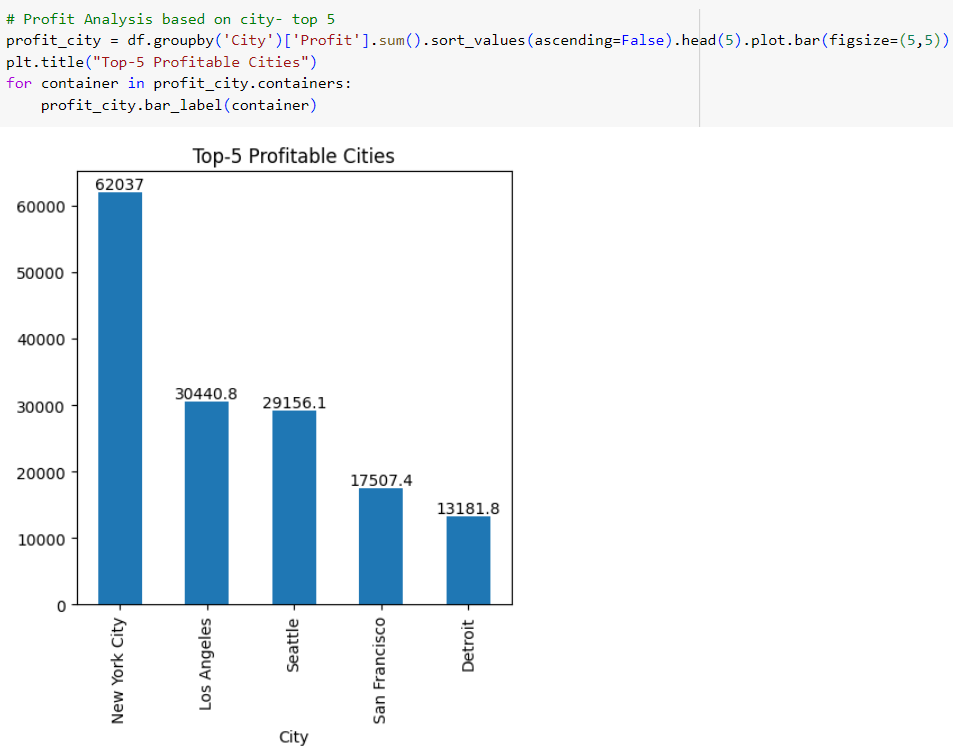 # Profit Analysis based on city- top 5
profit_city = df.groupby('City')['Profit'].sum().sort_values(ascending=False).head(5).plot.bar(figsize=(5,5))
plt.title("Top-5 Profitable Cities")
for container in profit_city.containers:
    profit_city.bar_label(container)
Top-5 Profitable Cities
62037
60000
50000
40000
30440.8
29156.1
30000
20000
17507.4
13181.8
10000
0
New York City
Los Angeles
Seattle
San Francisco
Detroit
City